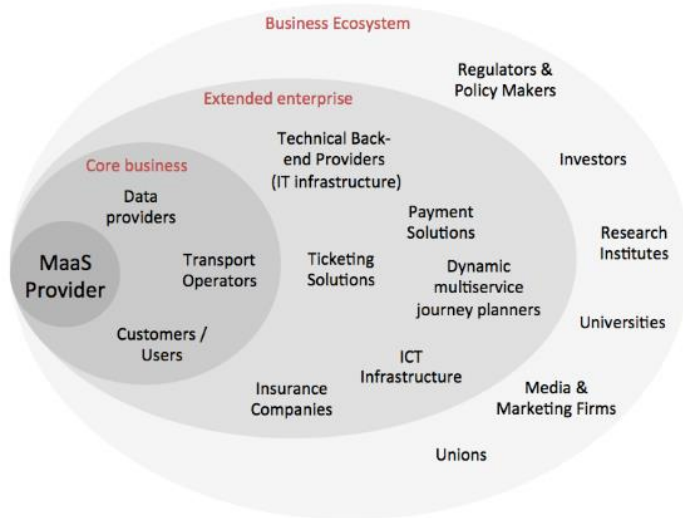 Business Ecosystem
Regulators &
Policy Makers
Extended enterprise
Technical Back-
end Providers
(IT infrastructure)
Investors
Core business
Data
providers
Payment
Solutions
Research
Institutes
MaaS
Provider
Transport
Operators
Ticketing
Solutions
Dynamic
multiservice
journey planners
Universities
Customers /
Users
ICT
Infrastructure
Insurance
Companies
Media &
Marketing Firms
Unions